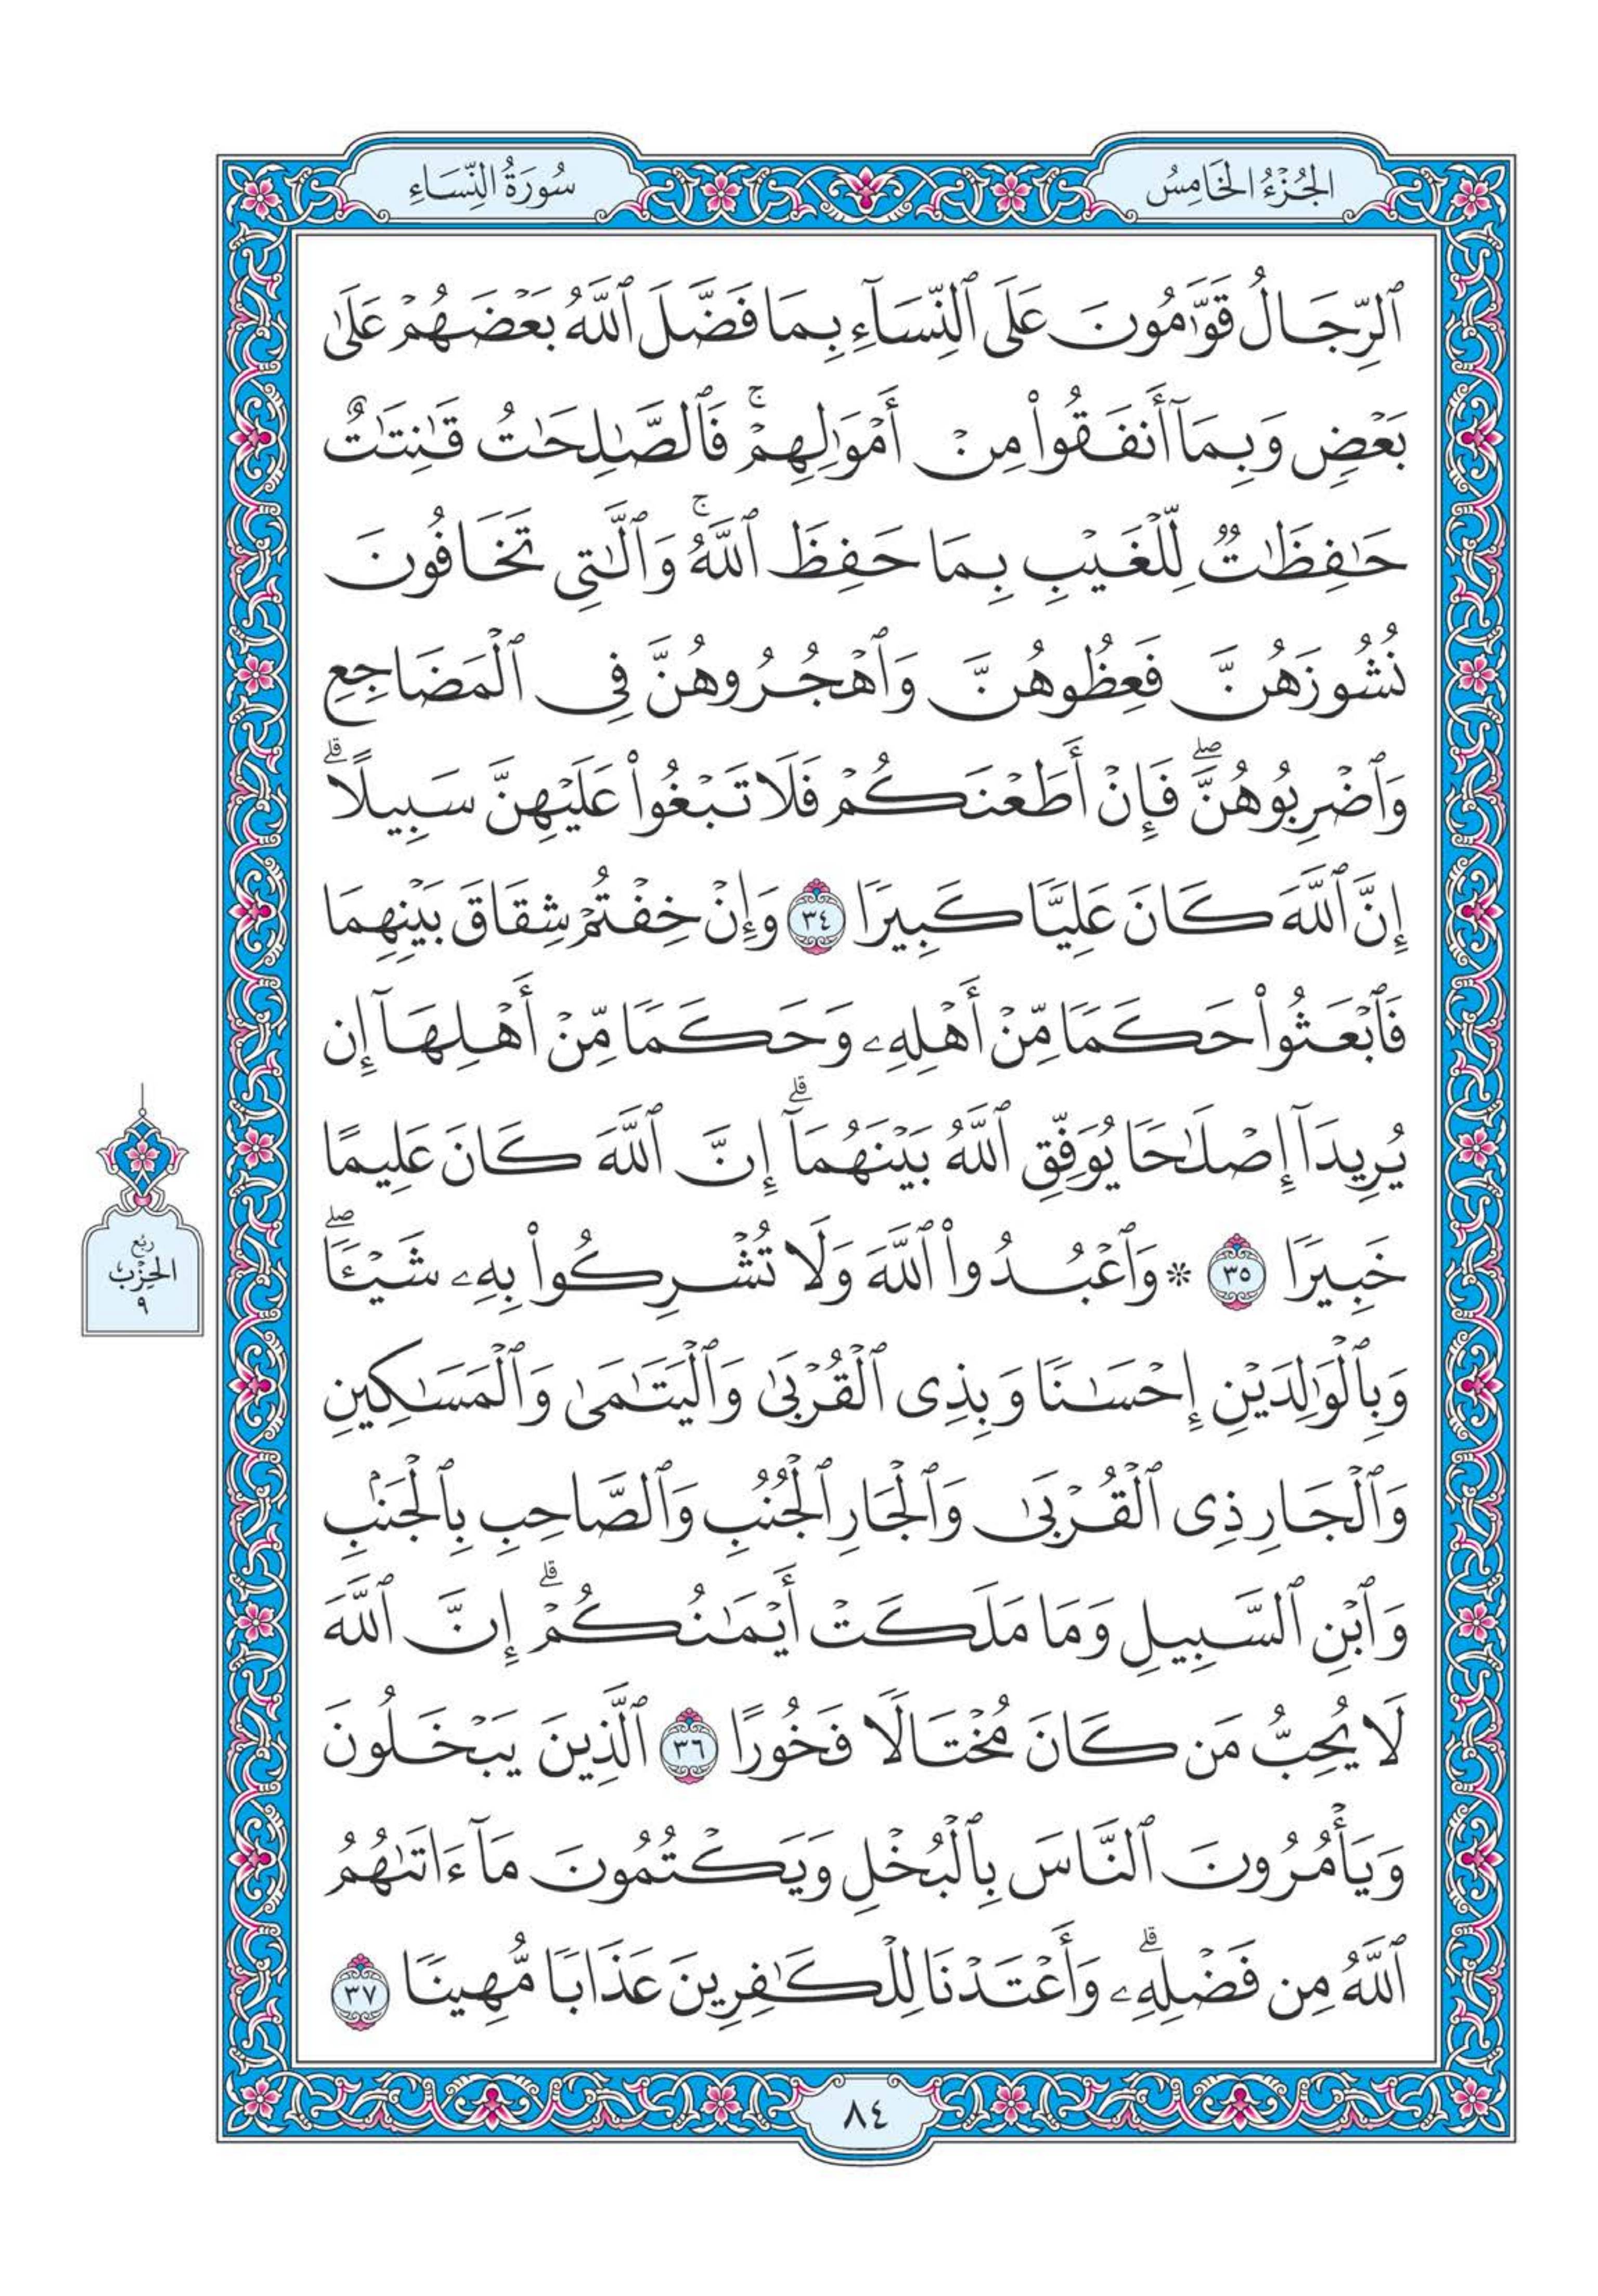 الجُزْءُ الخَامِسُ
سُورَةُ النِّسَاءِ
ٱلرِّجَالُ قَوَّٰمُونَ عَلَى ٱلنِّسَآءِ بِمَا فَضَّلَ ٱللَّهُ بَعْضَهُمْ عَلَىٰ
بَعْضٍ وَبِمَآ أَنفَقُوا۟ مِنْ أَمْوَٰلِهِمْ ۚ فَٱلصَّٰلِحَٰتُ قَٰنِتَٰتٌ
حَٰفِظَٰتٌ لِّلْغَيْبِ بِمَا حَفِظَ ٱللَّهُ ۚ وَٱلَّٰتِى تَخَافُونَ
نُشُوزَهُنَّ فَعِظُوهُنَّ وَٱهْجُرُوهُنَّ فِى ٱلْمَضَاجِعِ
وَٱضْرِبُوهُنَّ ۖ فَإِنْ أَطَعْنَكُمْ فَلَا تَبْغُوا۟ عَلَيْهِنَّ سَبِيلًا ۗ
إِنَّ ٱللَّهَ كَانَ عَلِيًّا كَبِيرًا ٣٤ وَإِنْ خِفْتُمْ شِقَاقَ بَيْنِهِمَا
فَٱبْعَثُوا۟ حَكَمًا مِّنْ أَهْلِهِۦ وَحَكَمًا مِّنْ أَهْلِهَآ إِن
يُرِيدَآ إِصْلَٰحًا يُوَفِّقِ ٱللَّهُ بَيْنَهُمَآ ۗ إِنَّ ٱللَّهَ كَانَ عَلِيمًا
خَبِيرًا ٣٥ ۞ وَٱعْبُدُوا۟ ٱللَّهَ وَلَا تُشْرِكُوا۟ بِهِۦ شَيْـًٔا ۖ
وَبِٱلْوَٰلِدَيْنِ إِحْسَٰنًا وَبِذِى ٱلْقُرْبَىٰ وَٱلْيَتَٰمَىٰ وَٱلْمَسَٰكِينِ
وَٱلْجَارِ ذِى ٱلْقُرْبَىٰ وَٱلْجَارِ ٱلْجُنُبِ وَٱلصَّاحِبِ بِٱلْجَنۢبِ
وَٱبْنِ ٱلسَّبِيلِ وَمَا مَلَكَتْ أَيْمَٰنُكُمْ ۗ إِنَّ ٱللَّهَ
لَا يُحِبُّ مَن كَانَ مُخْتَالًا فَخُورًا ٣٦ ٱلَّذِينَ يَبْخَلُونَ
وَيَأْمُرُونَ ٱلنَّاسَ بِٱلْبُخْلِ وَيَكْتُمُونَ مَآ ءَاتَىٰهُمُ
ٱللَّهُ مِن فَضْلِهِۦ ۗ وَأَعْتَدْنَا لِلْكَٰفِرِينَ عَذَابًا مُّهِينًا ٣٧
رُبُع
الحِزْب
٩
٨٤